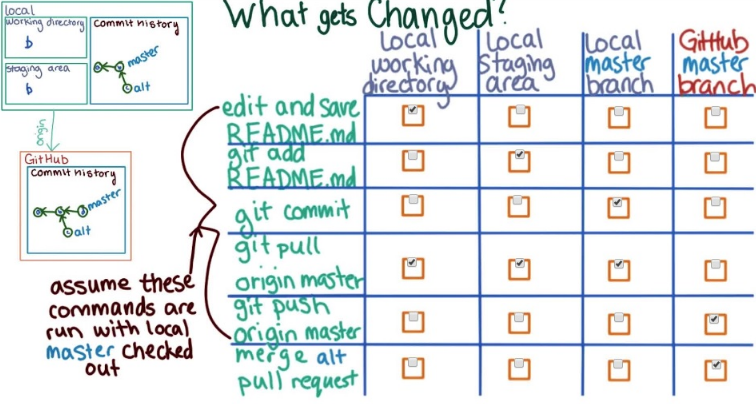 What gets Changed?
local
working directory
b
staging area
b
Commit history
master
alt
origin
GitHub
Commit history
master
alt
assume these
commands are
run with local
master checked
out
Local
working
directory
Local
Staging
area
Local
master
branch
GitHub
master
branch
edit and save
README.md
git add
README.md
git commit
git pull
origin master
git push
origin master
merge alt
pull request